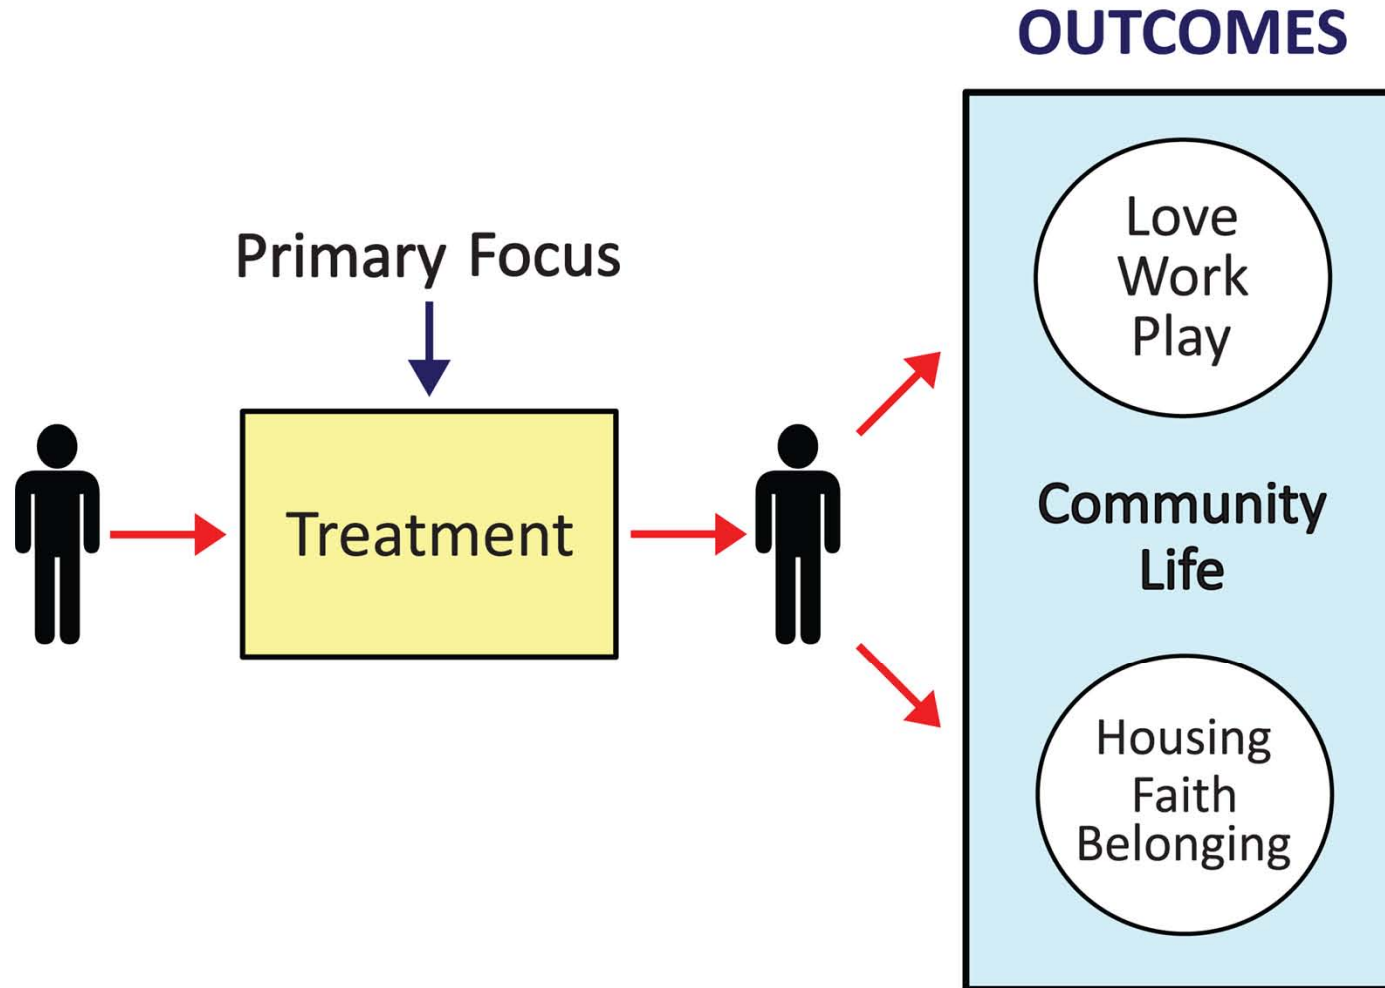 OUTCOMES
Primary Focus
Treatment
Love
Work
Play
Community
Life
Housing
Faith
Belonging